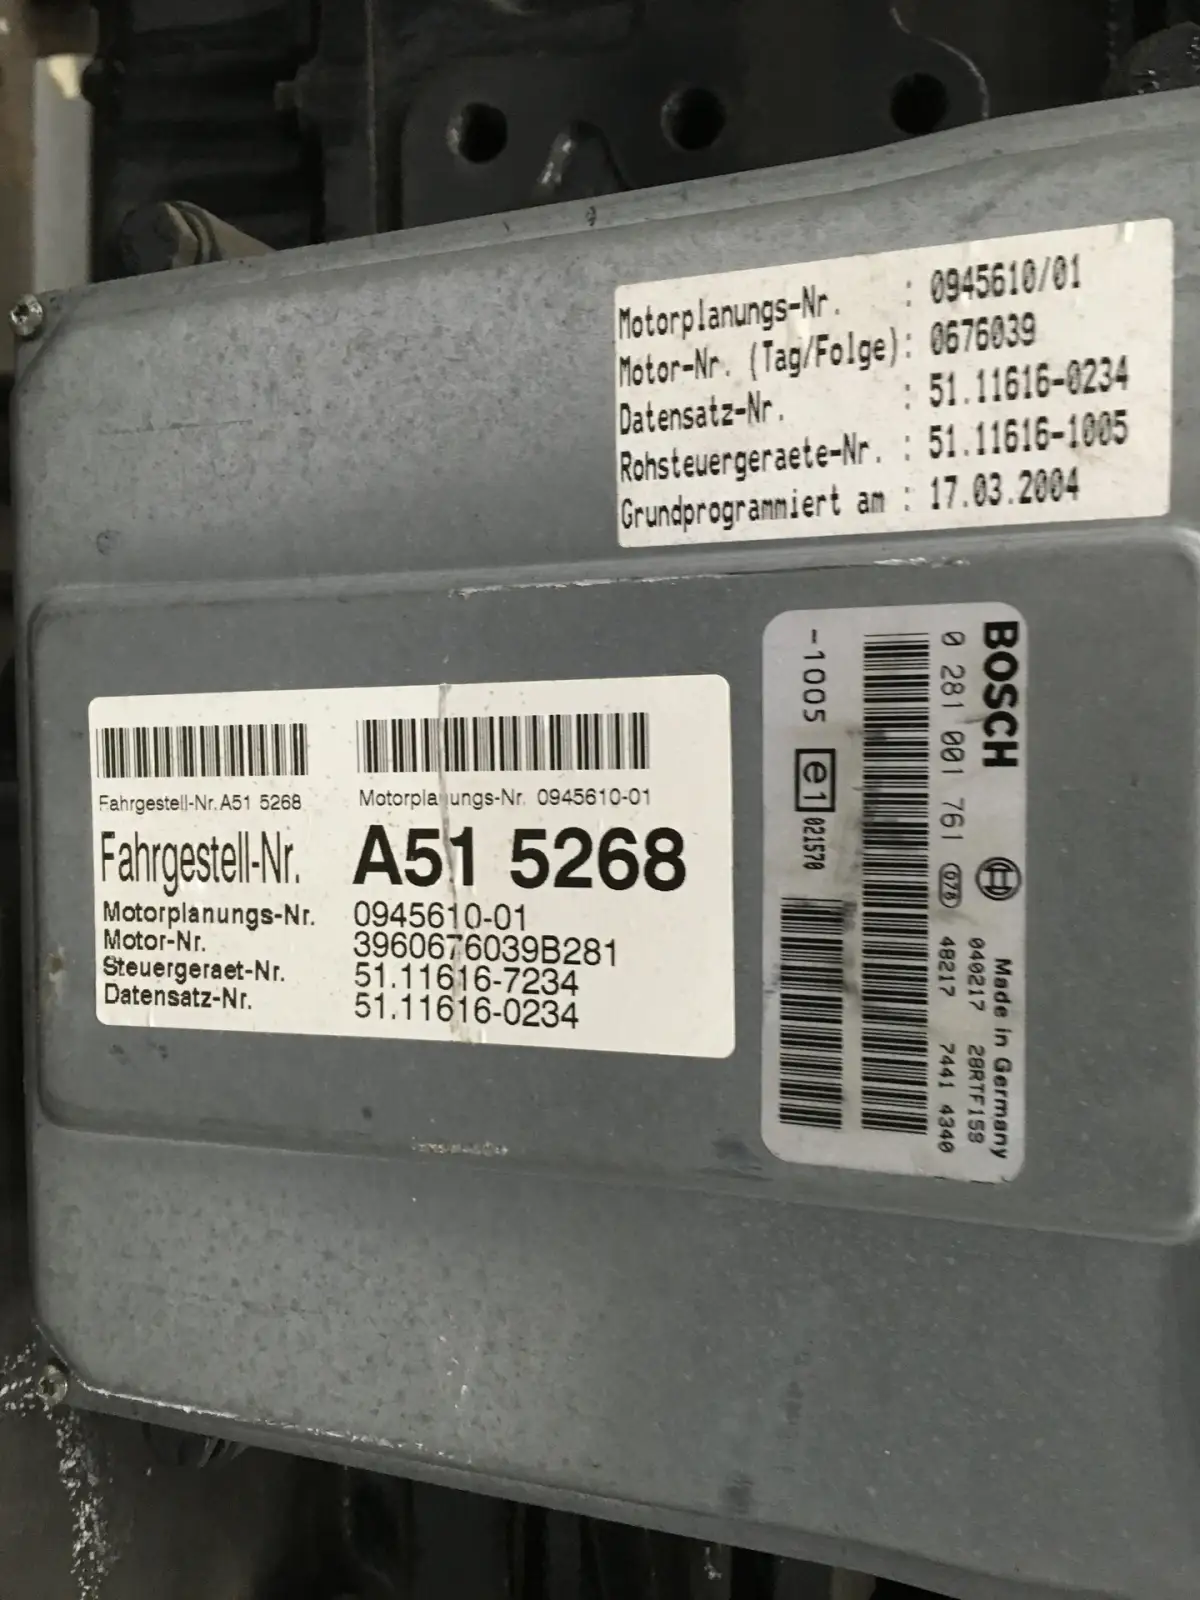 Motorplanungs-Nr. : 0945610/01
Motor-Nr. (Tag/Folge): 0676039
Datensatz-Nr. : 51.11616-0234
Rohsteuergeraete-Nr. : 51.11616-1005
Grundprogrammiert am : 17.03.2004
Fahrgestell-Nr. A51 5268
Motorplanungs-Nr. 0945610-01
Fahrgestell-Nr. A51 5268
Motorplanungs-Nr. 0945610-01
Motor-Nr. 3960676039B281
Steuergeraet-Nr. 51.11616-7234
Datensatz-Nr. 51.11616-0234
BOSCH
Made in Germany
0 281 001 761
040217 28RTF159
48217 7441 4340
-1005 e1 021570